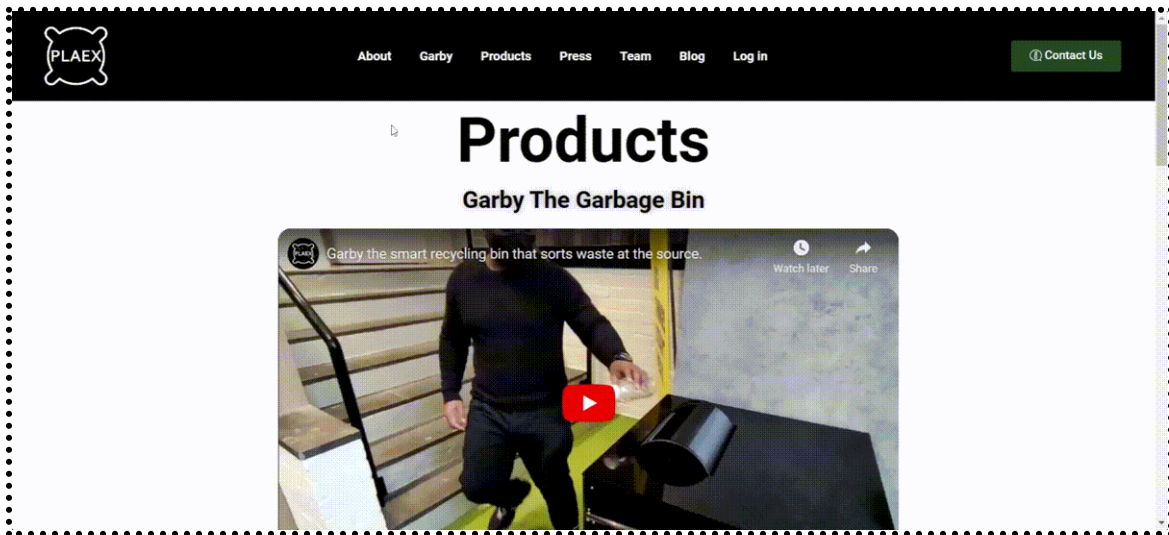 PLAEX
About Garby Products Press Team Blog Log in
Contact Us
Products
Garby The Garbage Bin
PLAEX
Garby the smart recycling bin that sorts waste at the source.
Watch later
Share